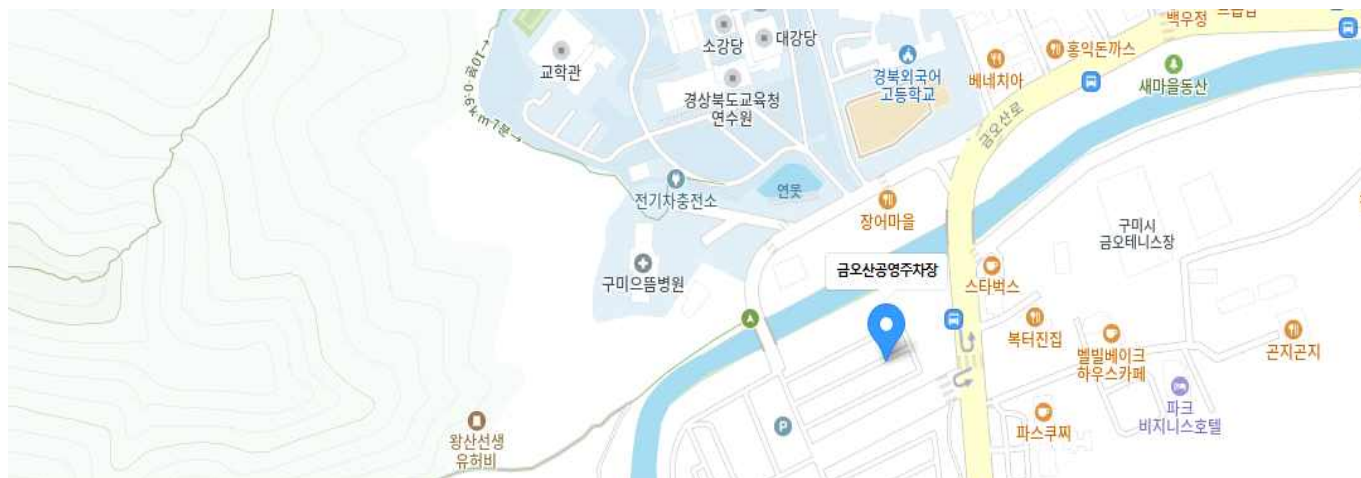 백우정
홍익돈까스
베네치아
새마을동산
소강당
대강당
교학관
경상북도교육청
연수원
경북외국어
고등학교
금오산로
전기차충전소
연못
장어마을
구미시
금오테니스장
구미으뜸병원
금오산공영주차장
스타벅스
복터진집
벨빌베이크
하우스카페
곤지곤지
파크
비지니스호텔
파스쿠찌
P
왕산선생
유허비